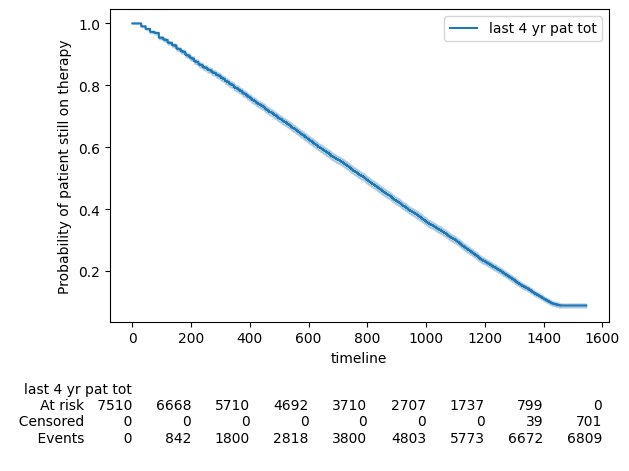 1.0
0.8
0.6
0.4
0.2
Probability of patient still on therapy
last 4 yr pat tot
0 200 400 600 800 1000 1200 1400 1600
timeline
last 4 yr pat tot
At risk 7510 6668 5710 4692 3710 2707 1737 799 0
Censored 0 0 0 0 0 0 0 39 701
Events 0 842 1800 2818 3800 4803 5773 6672 6809